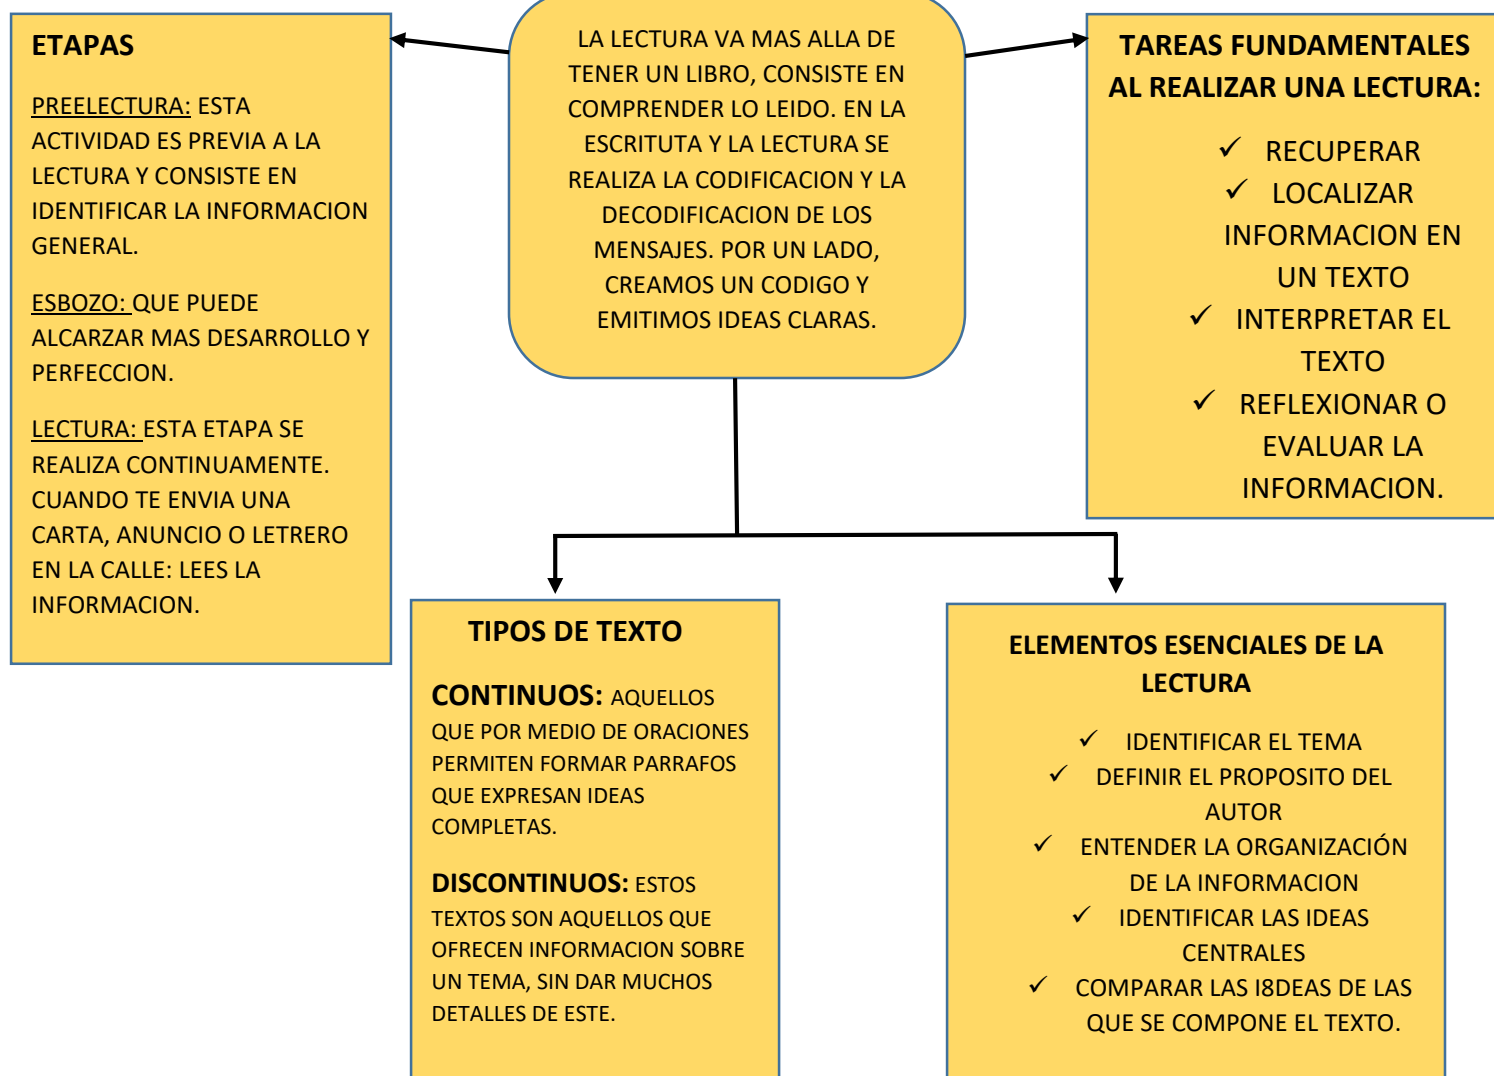 ETAPAS
PREELECTURA: ESTA
ACTIVIDAD ES PREVIA A LA
LECTURA Y CONSISTE EN
IDENTIFICAR LA INFORMACION
GENERAL.
ESBOZO: QUE PUEDE
ALCARZAR MAS DESARROLLO Y
PERFECCION.
LECTURA: ESTA ETAPA SE
REALIZA CONTINUAMENTE.
CUANDO TE ENVIA UNA
CARTA, ANUNCIO O LETRERO
EN LA CALLE: LEES LA
INFORMACION.
LA LECTURA VA MAS ALLA DE
TENER UN LIBRO, CONSISTE EN
COMPRENDER LO LEIDO. EN LA
ESCRITUTA Y LA LECTURA SE
REALIZA LA CODIFICACION Y LA
DECODIFICACION DE LOS
MENSAJES. POR UN LADO,
CREAMOS UN CODIGO Y
EMITIMOS IDEAS CLARAS.
TAREAS FUNDAMENTALES
AL REALIZAR UNA LECTURA:
✓ RECUPERAR
✓ LOCALIZAR
INFORMACION EN
UN TEXTO
✓ INTERPRETAR EL
TEXTO
✓ REFLEXIONAR O
EVALUAR LA
INFORMACION.
TIPOS DE TEXTO
CONTINUOS: AQUELLOS
QUE POR MEDIO DE ORACIONES
PERMITEN FORMAR PARRAFOS
QUE EXPRESAN IDEAS
COMPLETAS.
DISCONTINUOS: ESTOS
TEXTOS SON AQUELLOS QUE
OFRECEN INFORMACION SOBRE
UN TEMA, SIN DAR MUCHOS
DETALLES DE ESTE.
ELEMENTOS ESENCIALES DE LA
LECTURA
✓ IDENTIFICAR EL TEMA
✓ DEFINIR EL PROPOSITO DEL
AUTOR
✓ ENTENDER LA ORGANIZACIÓN
DE LA INFORMACION
✓ IDENTIFICAR LAS IDEAS
CENTRALES
✓ COMPARAR LAS I8DEAS DE LAS
QUE SE COMPONE EL TEXTO.